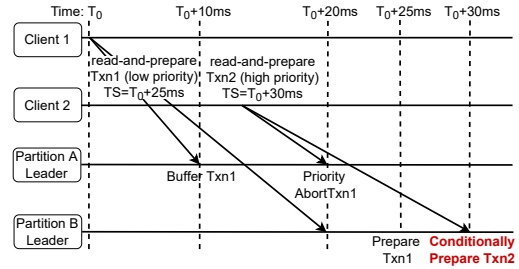 Time: T0 T0+10ms T0+20ms T0+25ms T0+30ms
Client 1
read-and-prepare
Txn1 (low priority)
TS=T0+25ms
read-and-prepare
Txn2 (high priority)
TS=T0+30ms
Client 2
Partition A
Leader
Buffer Txn1
Priority
AbortTxn1
Partition B
Leader
Prepare
Txn1
Conditionally
Prepare Txn2